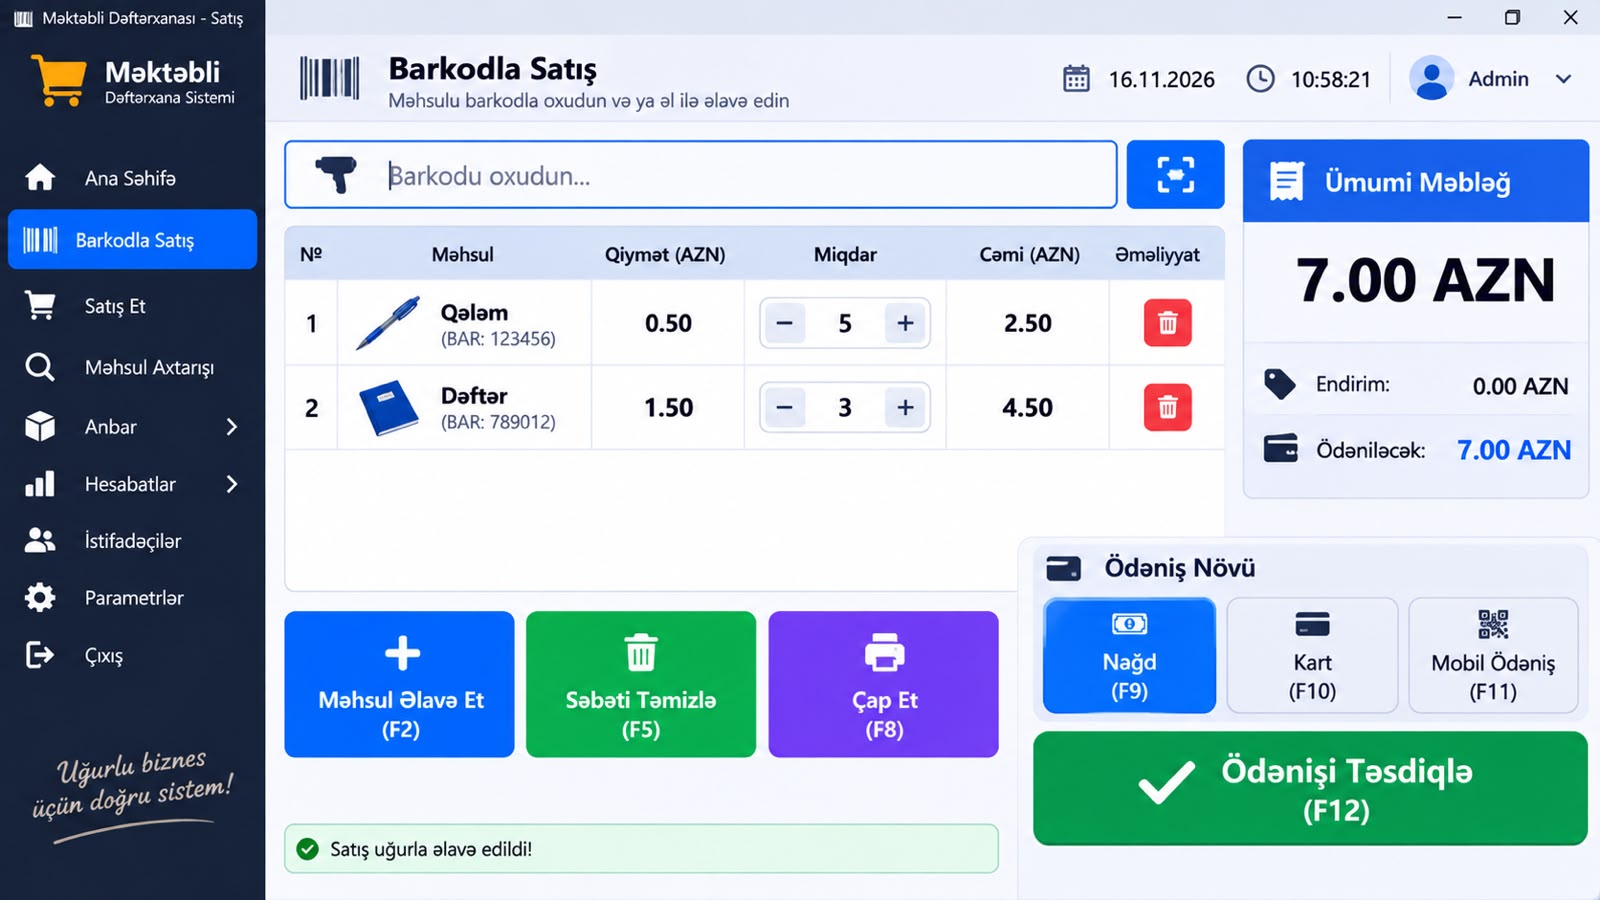 Məktəbli Dəftərxanası - Satış
Məktəbli
Dəftərxana Sistemi
Ana Səhifə
Barkodla Satış
Satış Et
Məhsul Axtarışı
Anbar
Hesabatlar
İstifadəçilər
Parametrlər
Çıxış
Uğurlu biznes
üçün doğru sistem!
Barkodla Satış
Məhsulu barkodla oxudun və ya əl ilə əlavə edin
16.11.2026
10:58:21
Admin
Barkodu oxudun...
№ Məhsul Qiymət (AZN) Miqdar Cəmi (AZN) Əməliyyat
1 Qələm 0.50 − 5 + 2.50
(BAR: 123456)
2 Dəftər 1.50 − 3 + 4.50
(BAR: 789012)
Ümumi Məbləğ
7.00 AZN
Endirim: 0.00 AZN
Ödəniləcək: 7.00 AZN
Məhsul Əlavə Et
(F2)
Səbəti Təmizlə
(F5)
Çap Et
(F8)
Ödəniş Növü
Nağd
(F9)
Kart
(F10)
Mobil Ödəniş
(F11)
Ödənişi Təsdiqlə
(F12)
Satış uğurla əlavə edildi!